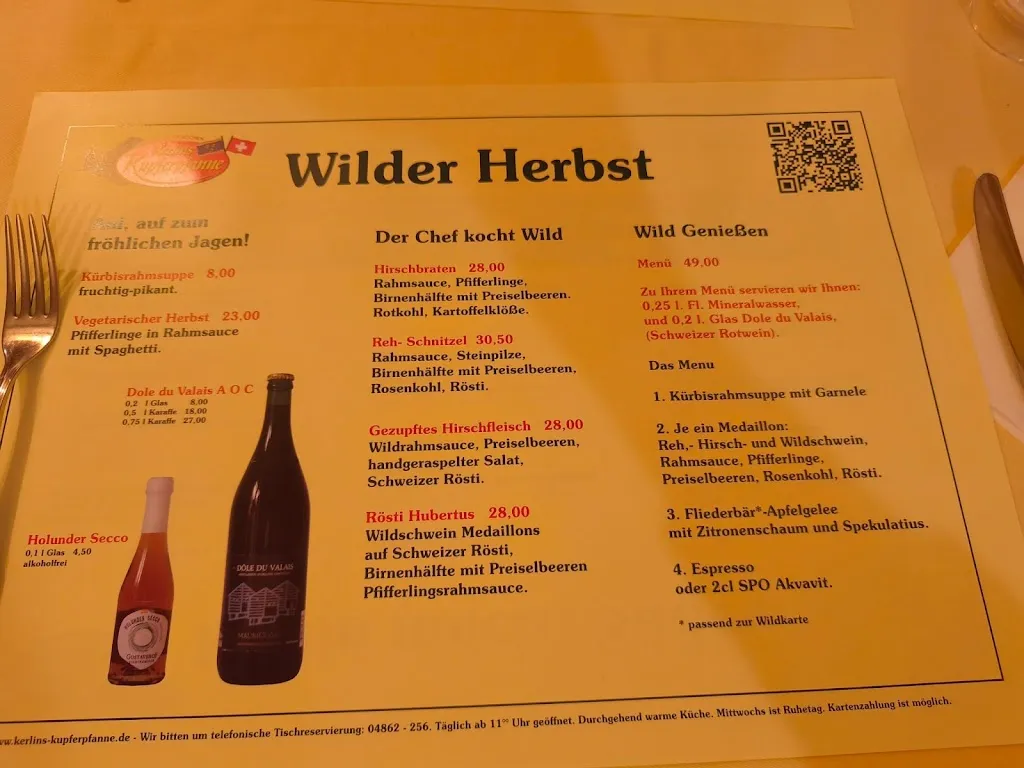 Kerlins
Kupferpfanne
Wilder Herbst
auf zum
fröhlichen Jagen!
Kürbisrahmsuppe 8,00
fruchtig-pikant.
Vegetarischer Herbst 23,00
Pfifferlinge in Rahmsauce
mit Spaghetti.
Dole du Valais A O C
0,2 l Glas 8,00
0,5 l Karaffe 18,00
0,75 l Karaffe 27,00
Holunder Secco
0,1 l Glas 4,50
alkoholfrei
DÔLE DU VALAIS
Der Chef kocht Wild
Hirschbraten 28,00
Rahmsauce, Pfifferlinge,
Birnenhälfte mit Preiselbeeren.
Rotkohl, Kartoffelklöße.
Reh- Schnitzel 30,50
Rahmsauce, Steinpilze,
Birnenhälfte mit Preiselbeeren,
Rosenkohl, Rösti.
Gezupftes Hirschfleisch 28,00
Wildrahmsauce, Preiselbeeren,
handgeraspelter Salat,
Schweizer Rösti.
Rösti Hubertus 28,00
Wildschwein Medaillons
auf Schweizer Rösti,
Birnenhälfte mit Preiselbeeren
Pfifferlingsrahmsauce.
Wild Genießen
Menü 49,00
Zu Ihrem Menü servieren wir Ihnen:
0,25 l. Fl. Mineralwasser,
und 0,2 l. Glas Dole du Valais,
(Schweizer Rotwein).
Das Menu
1. Kürbisrahmsuppe mit Garnele
2. Je ein Medaillon:
Reh,- Hirsch- und Wildschwein,
Rahmsauce, Pfifferlinge,
Preiselbeeren, Rosenkohl, Rösti.
3. Fliederbär*-Apfelgelee
mit Zitronenschaum und Spekulatius.
4. Espresso
oder 2cl SPO Akvavit.
* passend zur Wildkarte
ww.kerlins-kupferpfanne.de - Wir bitten um telefonische Tischreservierung: 04862 - 256. Täglich ab 11°° Uhr geöffnet. Durchgehend warme Küche. Mittwochs ist Ruhetag. Kartenzahlung ist möglich.